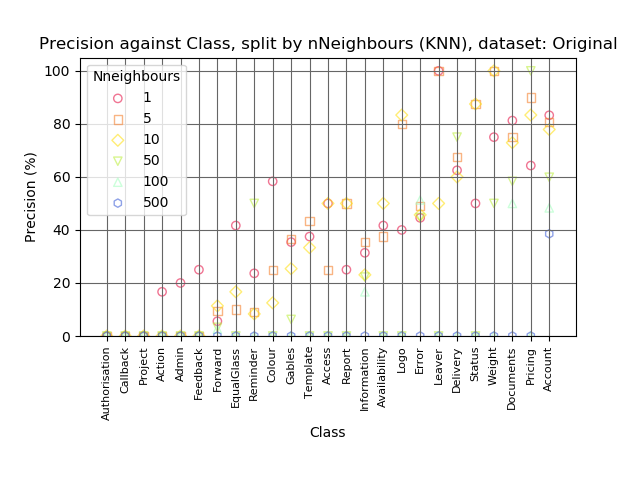 Precision against Class, split by nNeighbours (KNN), dataset: Original
Nneighbours
1
5
10
50
100
500
Precision (%)
100
80
60
40
20
0
Authorisation
Callback
Project
Action
Admin
Feedback
Forward
EqualGlass
Reminder
Colour
Gables
Template
Access
Report
Information
Availability
Logo
Error
Leaver
Delivery
Status
Weight
Documents
Pricing
Account
Class